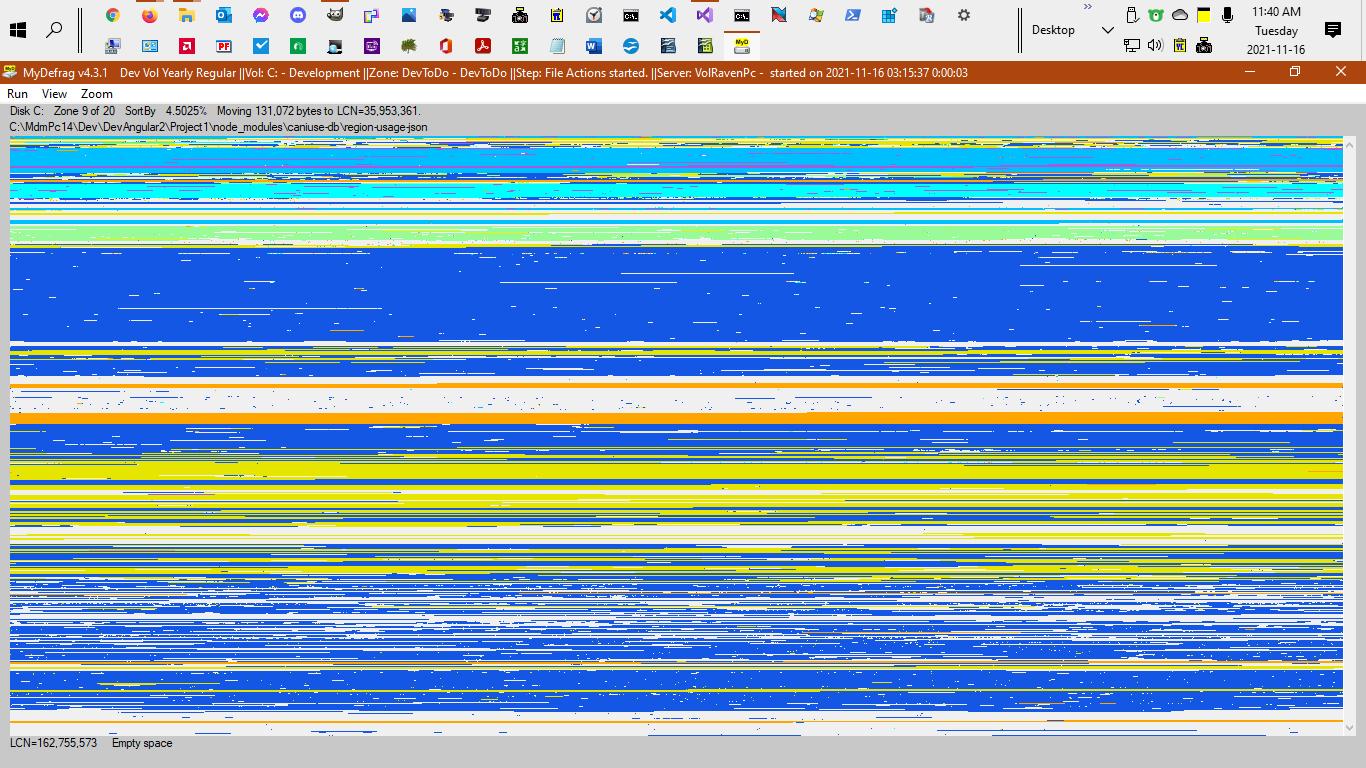 11:40 AM
Desktop
Tuesday
2021-11-16
MyDefrag v4.3.1 Dev Vol Yearly Regular ||Vol: C: - Development ||Zone: DevToDo - DevToDo ||Step: File Actions started. ||Server: VolRavenPc - started on 2021-11-16 03:15:37 0:00:03
Run View Zoom
Disk C: Zone 9 of 20 SortBy 4.5025% Moving 131,072 bytes to LCN=35,953,361.
C:\MdmPc14\Dev\DevAngular2\Project1\node_modules\caniuse-db\region-usage-json
LCN=162,755,573 Empty space